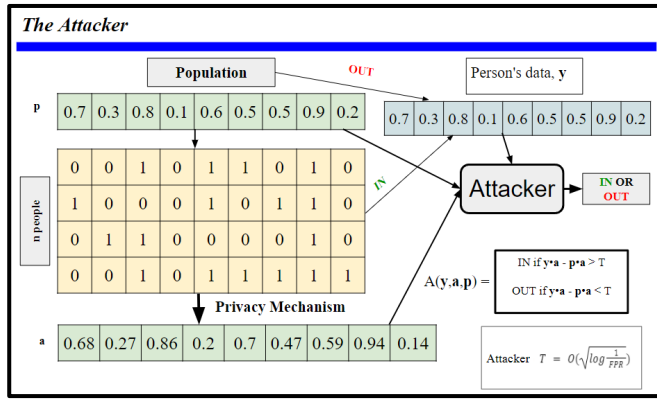 The Attacker
Population
OUT
Person's data, y
p
0.7 0.3 0.8 0.1 0.6 0.5 0.5 0.9 0.2
0.7 0.3 0.8 0.1 0.6 0.5 0.5 0.9 0.2
n people
0 0 1 0 1 1 0 1 0
1 0 0 0 1 0 1 1 0
0 1 1 0 0 0 0 1 0
0 0 1 0 1 1 1 1 1
IN
Attacker
IN OR
OUT
A(y,a,p) =
IN if y•a - p•a > T
OUT if y•a - p•a < T
Privacy Mechanism
a
0.68 0.27 0.86 0.2 0.7 0.47 0.59 0.94 0.14
Attacker T = O(√log 1/FPR)